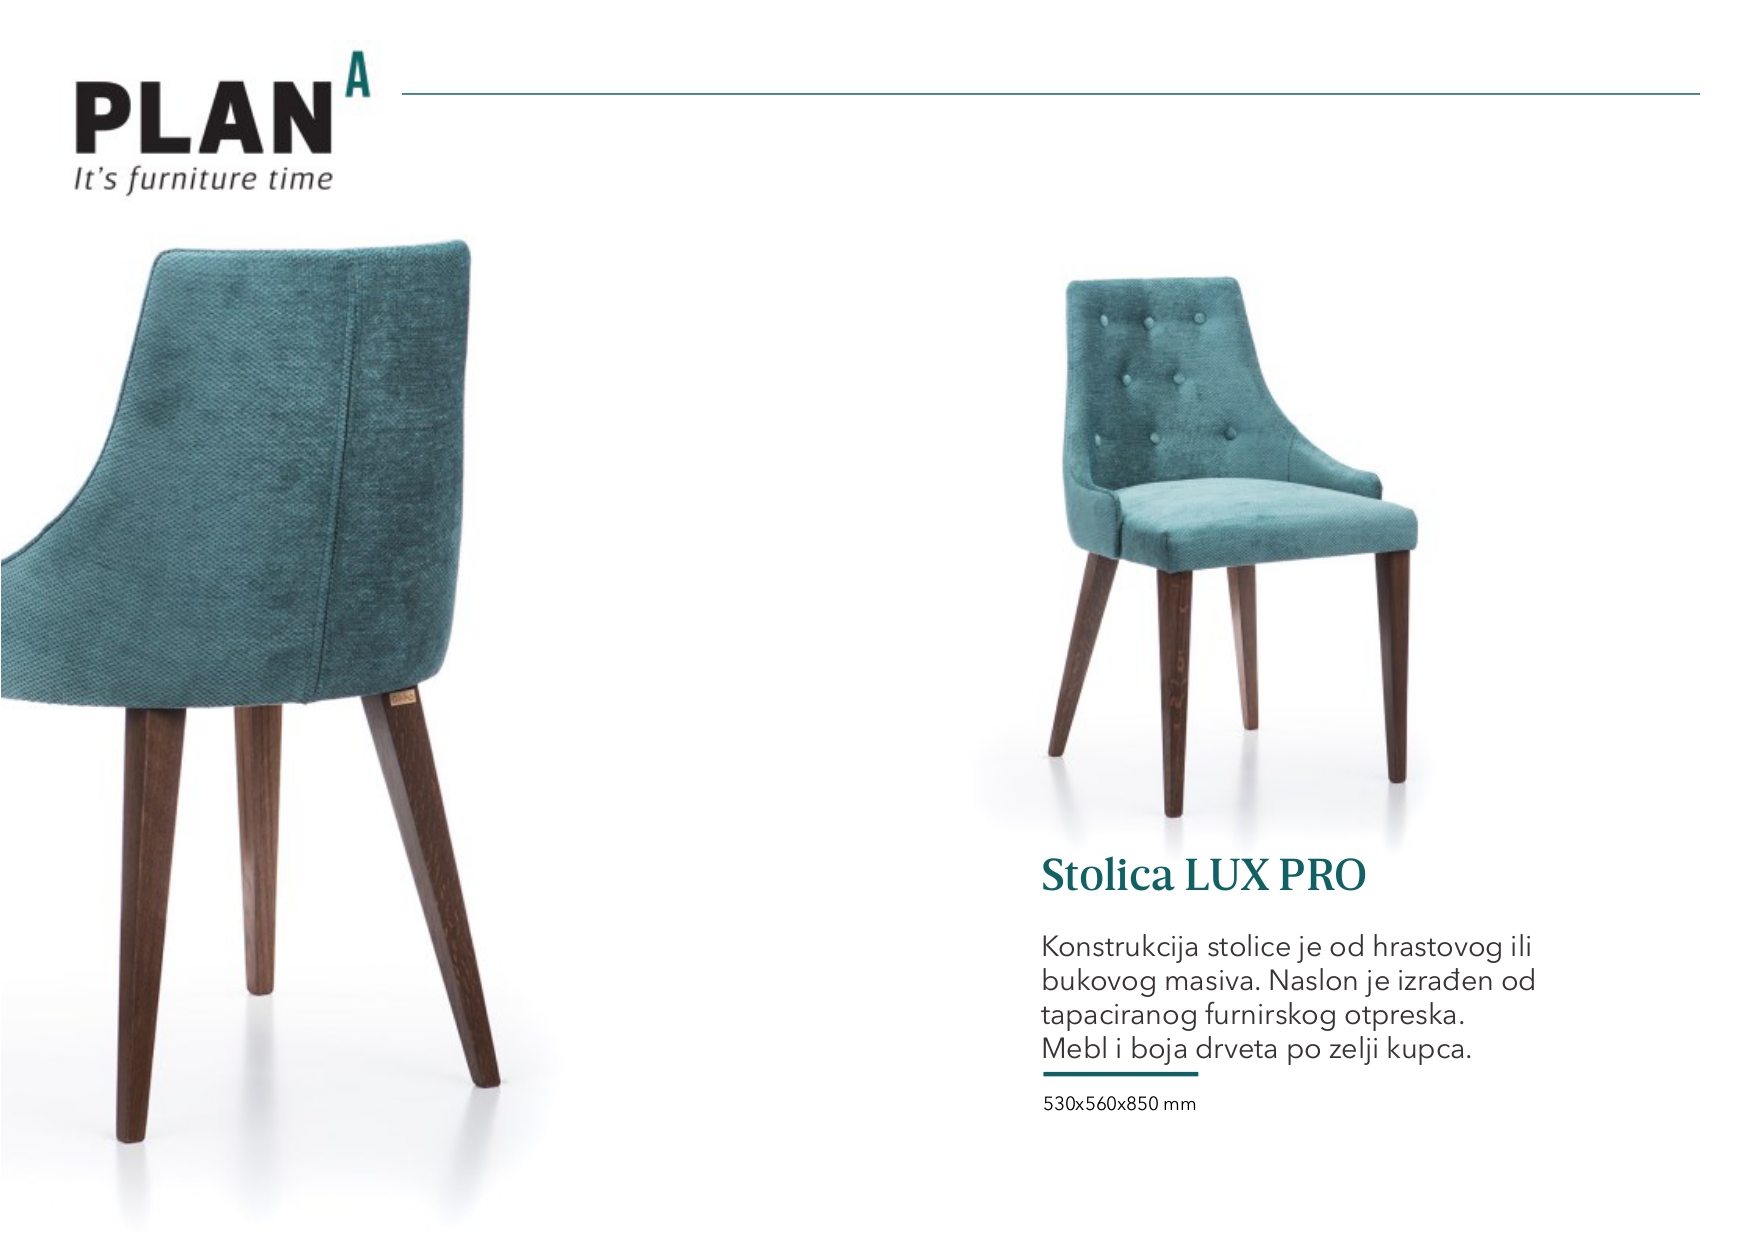 PLAN A
It's furniture time
Stolica LUX PRO
Konstrukcija stolice je od hrastovog ili
bukovog masiva. Naslon je izrađen od
tapaciranog furnirskog otpreska.
Mebl i boja drveta po zelji kupca.
530x560x850 mm